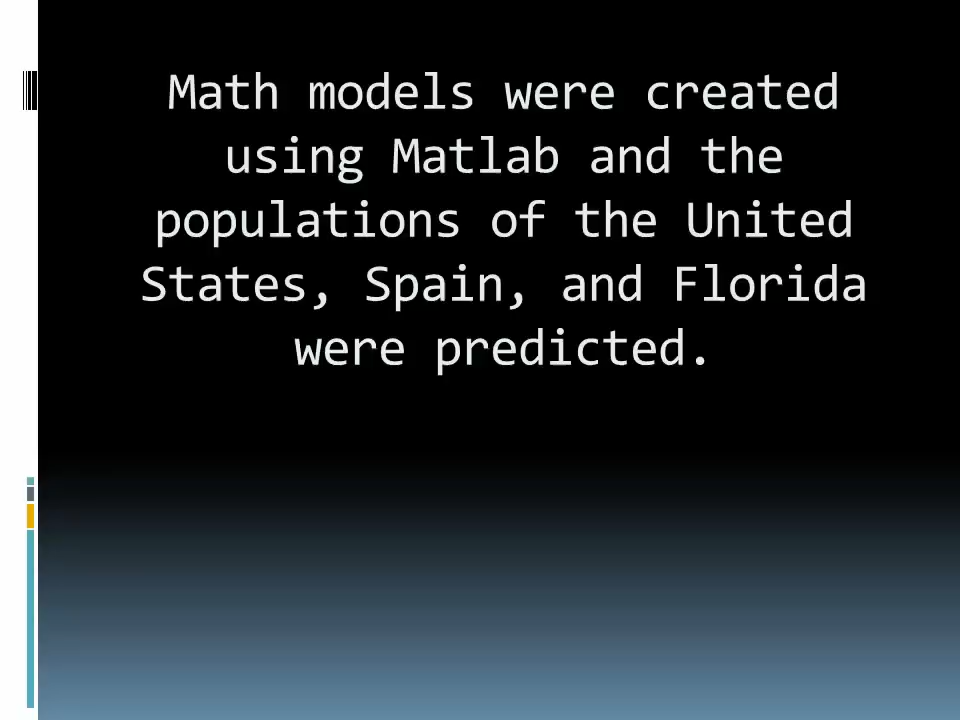 Math models were created
using Matlab and the
populations of the United
States, Spain, and Florida
were predicted.